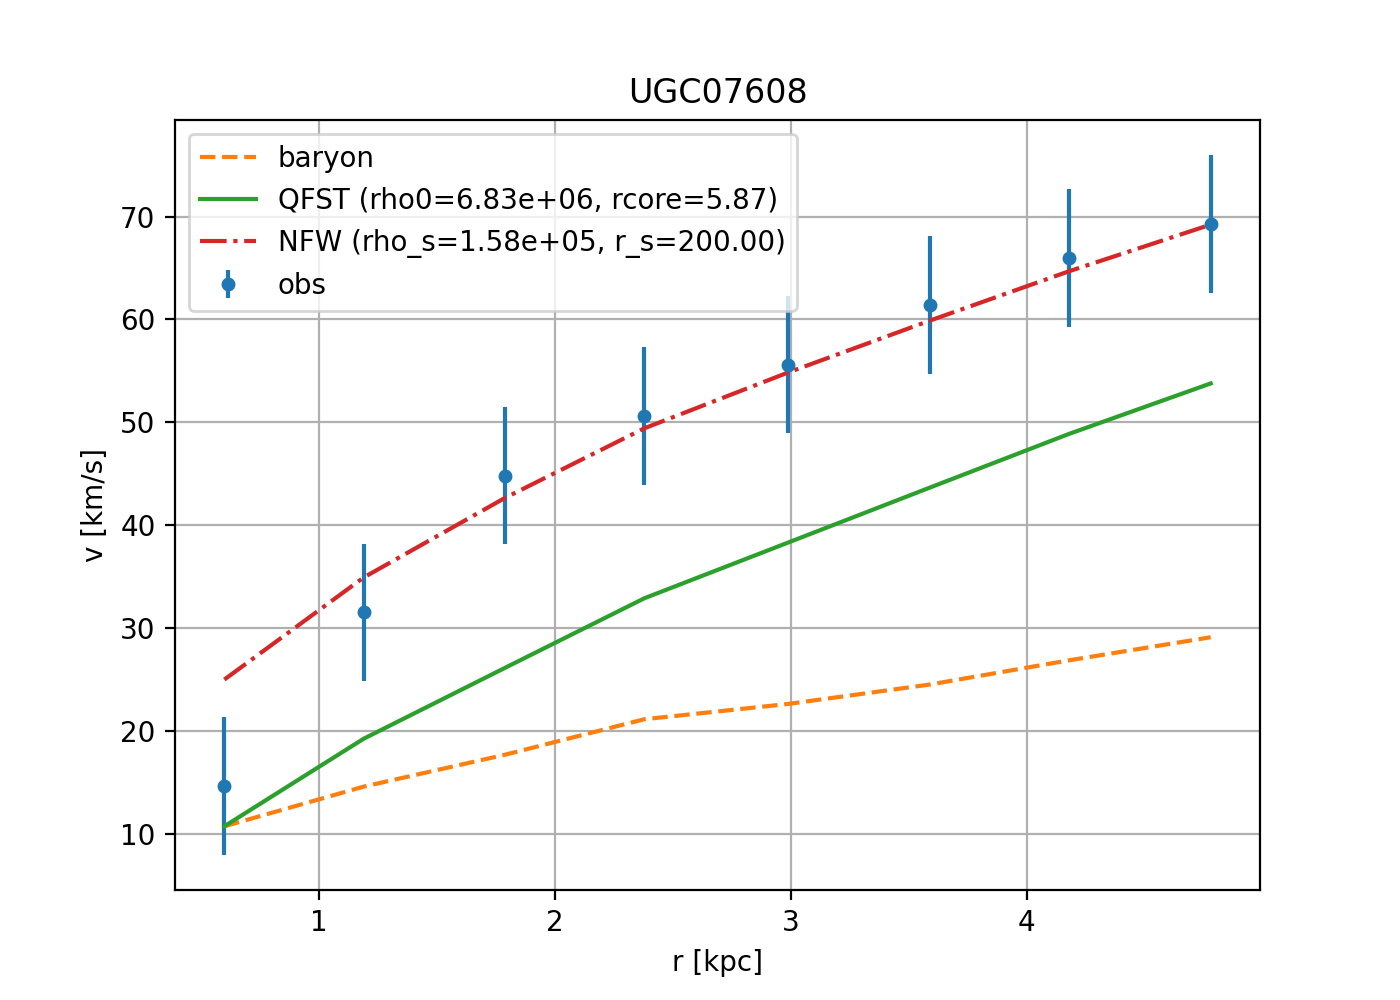 UGC07608
baryon
QFST (rho0=6.83e+06, rcore=5.87)
NFW (rho_s=1.58e+05, r_s=200.00)
obs
70
60
50
40
30
20
10
v [km/s]
1 2 3 4
r [kpc]